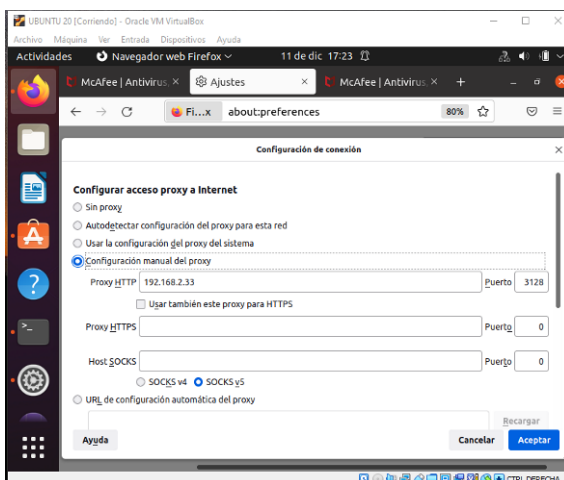 UBUNTU 20 [Corriendo] - Oracle VM VirtualBox
Archivo Máquina Ver Entrada Dispositivos Ayuda
Actividades Navegador web Firefox 11 de dic 17:23
McAfee | Antivirus, × Ajustes × McAfee | Antivirus, × +
Fi...x about:preferences 80%
Configuración de conexión
Configurar acceso proxy a Internet
Sin proxy
Autodetectar configuración del proxy para esta red
Usar la configuración del proxy del sistema
Configuración manual del proxy
Proxy HTTP 192.168.2.33 Puerto 3128
Usar también este proxy para HTTPS
Proxy HTTPS Puerto 0
Host SOCKS Puerto 0
SOCKS v4 SOCKS v5
URL de configuración automática del proxy
Recargar
Ayuda Cancelar Aceptar
CTRL DERECHA